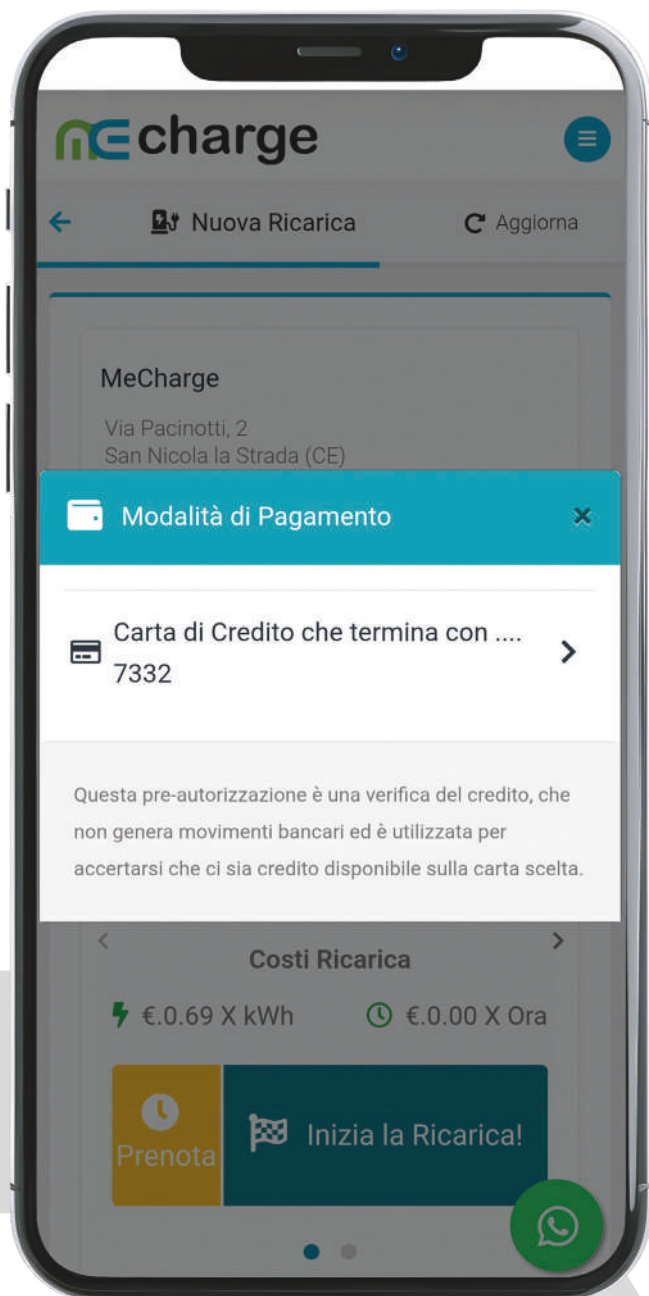 mecharge
Nuova Ricarica
Aggiorna
MeCharge
Via Pacinotti, 2
San Nicola la Strada (CE)
Modalità di Pagamento
Carta di Credito che termina con ....
7332
Questa pre-autorizzazione è una verifica del credito, che
non genera movimenti bancari ed è utilizzata per
accertarsi che ci sia credito disponibile sulla carta scelta.
Costi Ricarica
€.0.69 X kWh
€.0.00 X Ora
Prenota
Inizia la Ricarica!